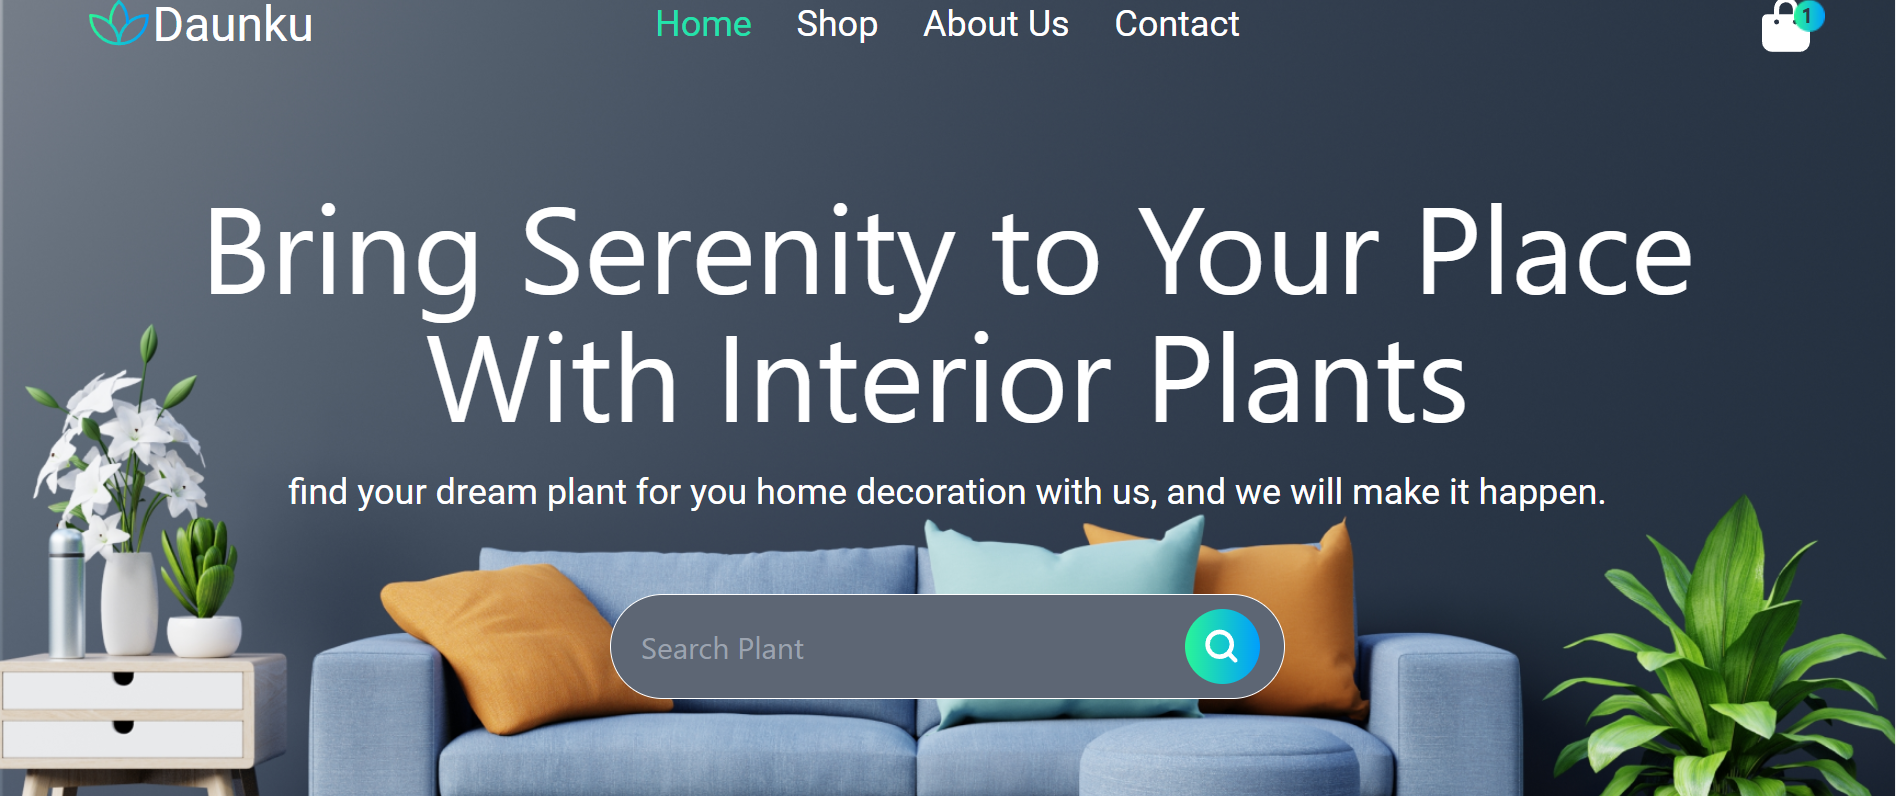 Daunku
Home Shop About Us Contact
1
Bring Serenity to Your Place
With Interior Plants
find your dream plant for you home decoration with us, and we will make it happen.
Search Plant